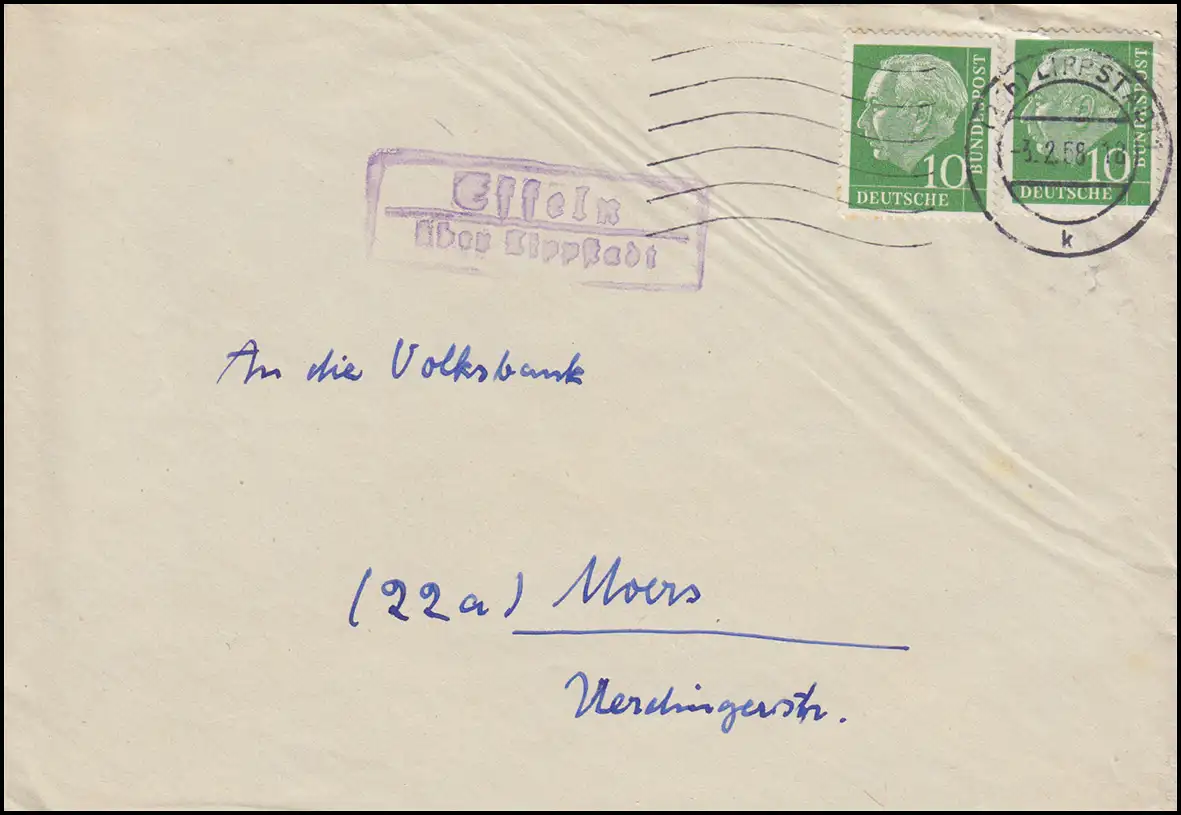 10
BUNDESPOST
DEUTSCHE
10
BUNDESPOST
DEUTSCHE
LIPPSTADT
-3.2.58-18
k
Effeln
über Lippstadt
An die Volksbank
(22a) Moers
Uerdingerstr.